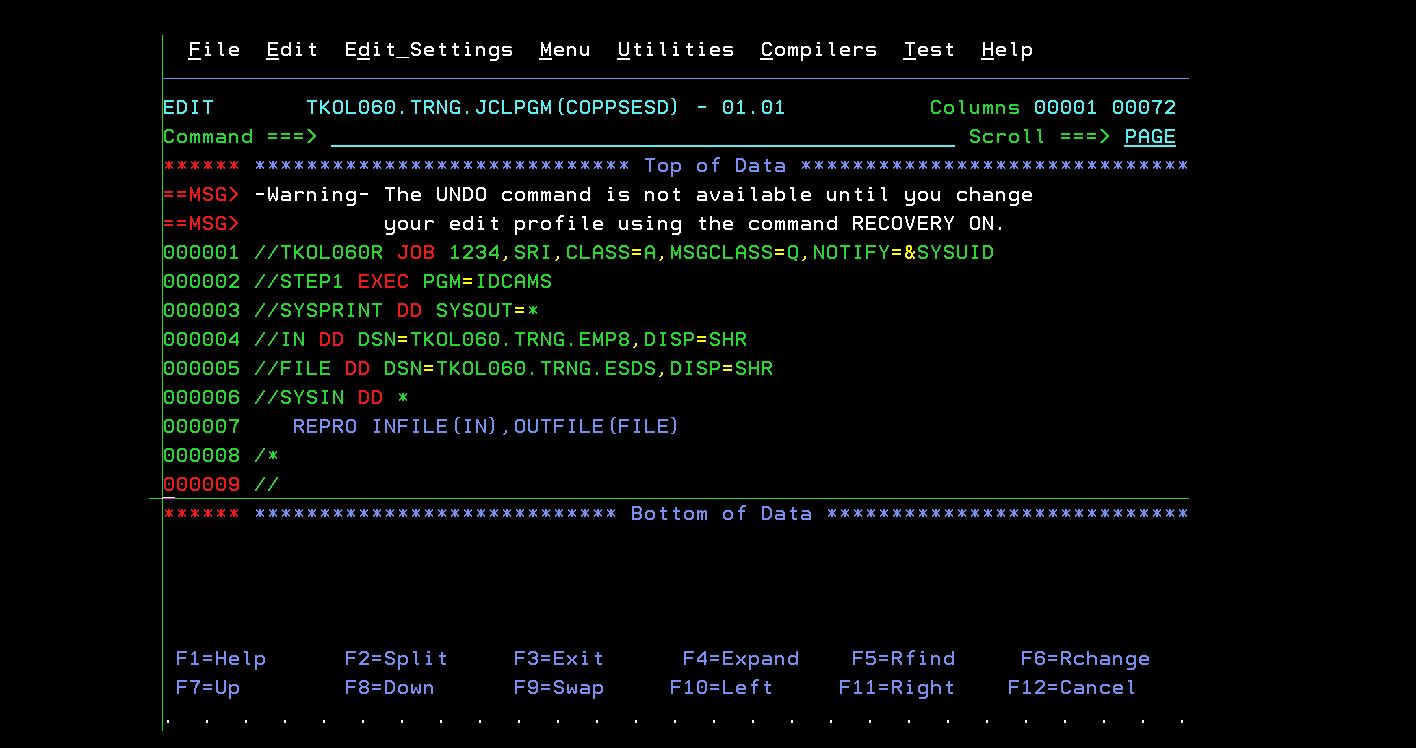 File  Edit  Edit_Settings  Menu  Utilities  Compilers  Test  Help
EDIT       TKOL060.TRNG.JCLPGM(COPPSESD) - 01.01           Columns 00001 00072
Command ===>                                                  Scroll ===> PAGE
****** ***************************** Top of Data ******************************
==MSG> -Warning- The UNDO command is not available until you change
==MSG>           your edit profile using the command RECOVERY ON.
000001 //TKOL060R JOB 1234,SRI,CLASS=A,MSGCLASS=Q,NOTIFY=&SYSUID
000002 //STEP1 EXEC PGM=IDCAMS
000003 //SYSPRINT DD SYSOUT=*
000004 //IN DD DSN=TKOL060.TRNG.EMP8,DISP=SHR
000005 //FILE DD DSN=TKOL060.TRNG.ESDS,DISP=SHR
000006 //SYSIN DD *
000007    REPRO INFILE(IN),OUTFILE(FILE)
000008 /*
000009 //
****** **************************** Bottom of Data ****************************
F1=Help      F2=Split     F3=Exit      F4=Expand    F5=Rfind     F6=Rchange
F7=Up        F8=Down      F9=Swap     F10=Left     F11=Right    F12=Cancel
. . . . . . . . . . . . . . . . . . . . . . . . . . .